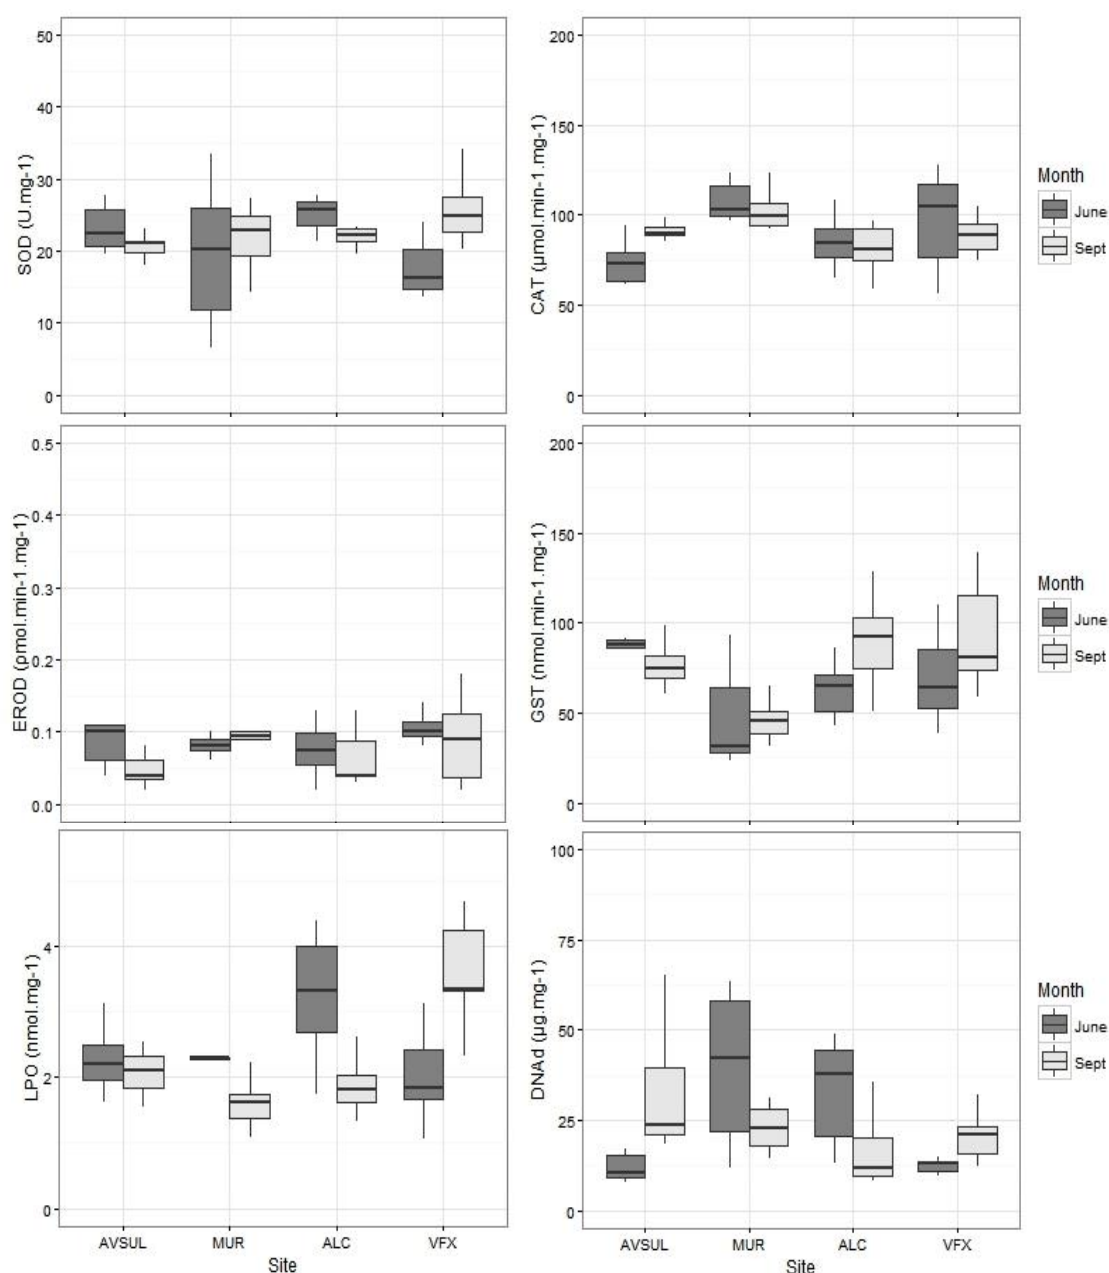 SOD (U.mg-1)
50
40
30
20
10
0
CAT (µmol.min-1.mg-1)
200
150
100
50
0
Month
June
Sept
EROD (pmol.min-1.mg-1)
0.5
0.4
0.3
0.2
0.1
0.0
GST (nmol.min-1.mg-1)
200
150
100
50
0
Month
June
Sept
LPO (nmol.mg-1)
4
2
0
AVSUL MUR ALC VFX
Site
DNAd (µg.mg-1)
100
75
50
25
0
AVSUL MUR ALC VFX
Site
Month
June
Sept